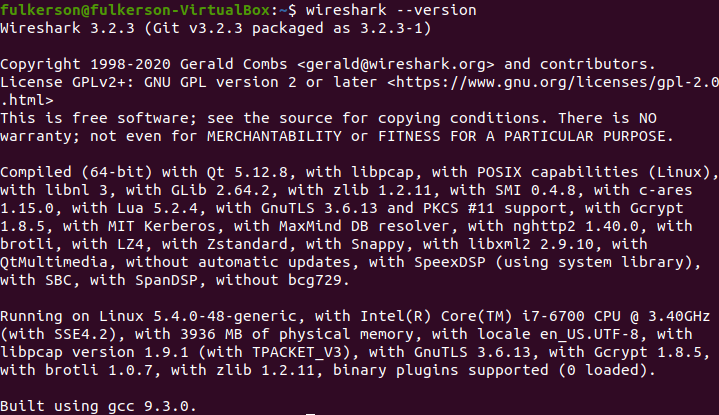 fulkerson@fulkerson-VirtualBox:~$ wireshark --version
Wireshark 3.2.3 (Git v3.2.3 packaged as 3.2.3-1)
Copyright 1998-2020 Gerald Combs <gerald@wireshark.org> and contributors.
License GPLv2+: GNU GPL version 2 or later <https://www.gnu.org/licenses/gpl-2.0
.html>
This is free software; see the source for copying conditions. There is NO
warranty; not even for MERCHANTABILITY or FITNESS FOR A PARTICULAR PURPOSE.
Compiled (64-bit) with Qt 5.12.8, with libpcap, with POSIX capabilities (Linux),
with libnl 3, with GLib 2.64.2, with zlib 1.2.11, with SMI 0.4.8, with c-ares
1.15.0, with Lua 5.2.4, with GnuTLS 3.6.13 and PKCS #11 support, with Gcrypt
1.8.5, with MIT Kerberos, with MaxMind DB resolver, with nghttp2 1.40.0, with
brotli, with LZ4, with Zstandard, with Snappy, with libxml2 2.9.10, with
QtMultimedia, without automatic updates, with SpeexDSP (using system library),
with SBC, with SpanDSP, without bcg729.
Running on Linux 5.4.0-48-generic, with Intel(R) Core(TM) i7-6700 CPU @ 3.40GHz
(with SSE4.2), with 3936 MB of physical memory, with locale en_US.UTF-8, with
libpcap version 1.9.1 (with TPACKET_V3), with GnuTLS 3.6.13, with Gcrypt 1.8.5,
with brotli 1.0.7, with zlib 1.2.11, binary plugins supported (0 loaded).
Built using gcc 9.3.0.